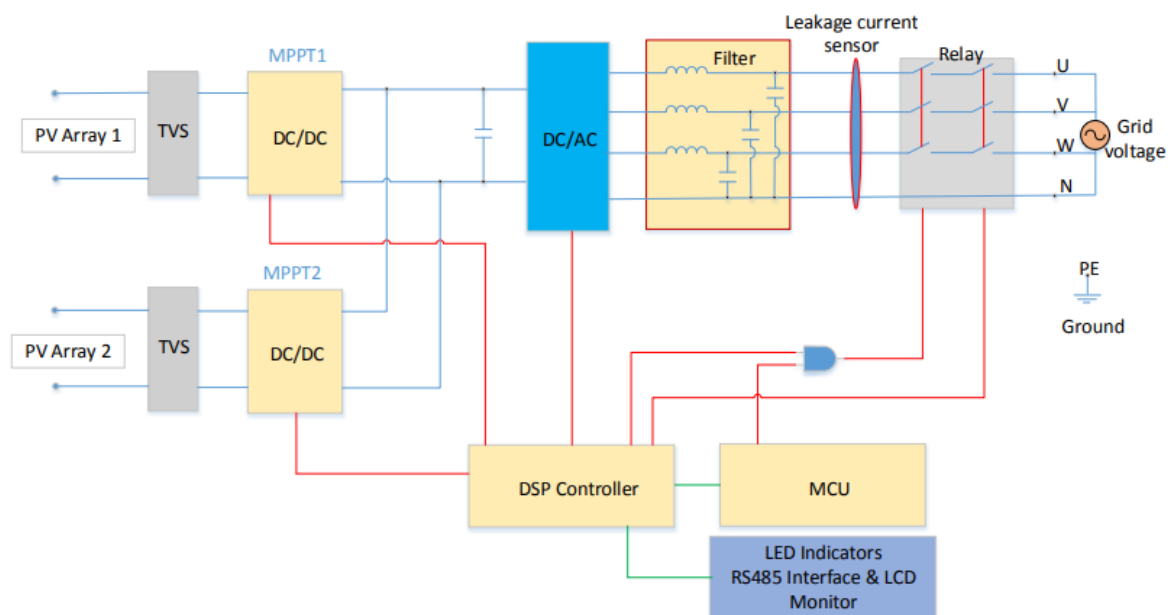 Leakage current
sensor
MPPT1
Filter
Relay
U
PV Array 1
TVS
DC/DC
DC/AC
V
Grid
voltage
W
N
MPPT2
PE
Ground
PV Array 2
TVS
DC/DC
DSP Controller
MCU
LED Indicators
RS485 Interface & LCD
Monitor